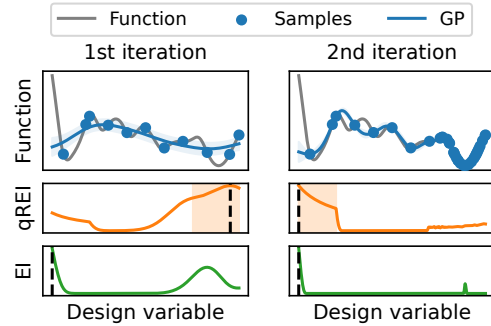 Function Samples GP
1st iteration 2nd iteration
Function
qREI
EI
Design variable Design variable